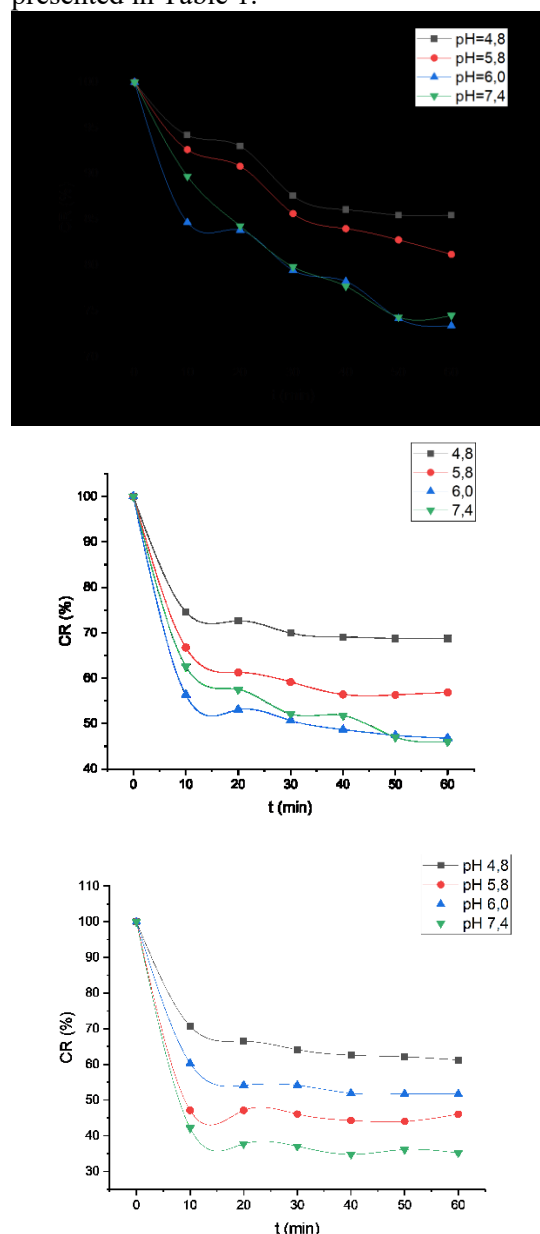 presented in Table 1.
pH=4,8
pH=5,8
pH=6,0
pH=7,4
4,8
5,8
6,0
7,4
100
90
80
70
60
50
40
CR (%)
0 10 20 30 40 50 60
t (min)
pH 4,8
pH 5,8
pH 6,0
pH 7,4
110
100
90
80
70
60
50
40
30
CR (%)
0 10 20 30 40 50 60
t (min)